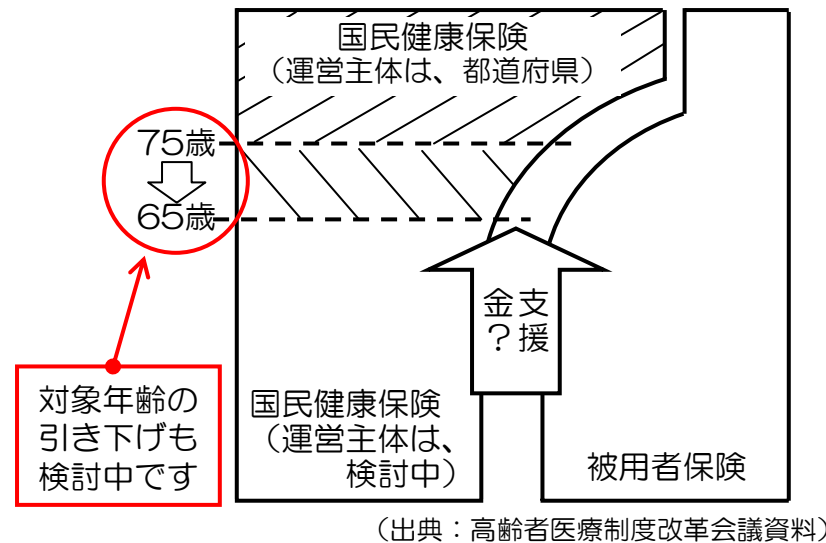 国民健康保険
（運営主体は、都道府県）
75歳
65歳
支援
金？
対象年齢の
引き下げも
検討中です
国民健康保険
（運営主体は、
検討中）
被用者保険
（出典：高齢者医療制度改革会議資料）